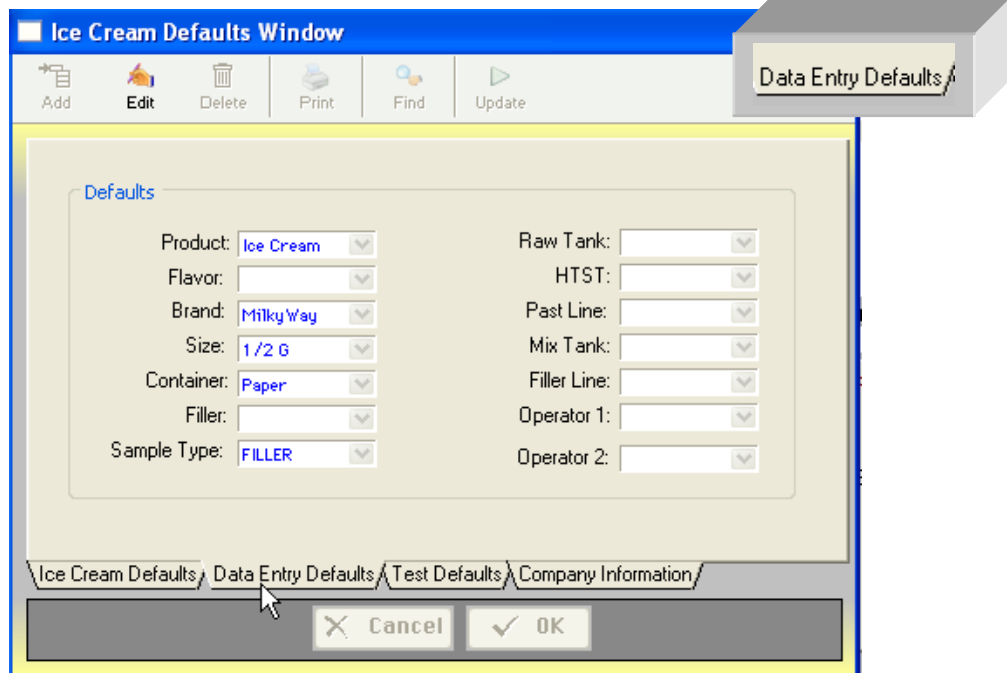 Ice Cream Defaults Window
Data Entry Defaults
Add Edit Delete Print Find Update
Defaults
Product: Ice Cream Raw Tank:
Flavor: HTST:
Brand: Milky Way Past Line:
Size: 1/2 G Mix Tank:
Container: Paper Filler Line:
Filler: Operator 1:
Sample Type: FILLER Operator 2:
Ice Cream Defaults Data Entry Defaults Test Defaults Company Information
Cancel OK